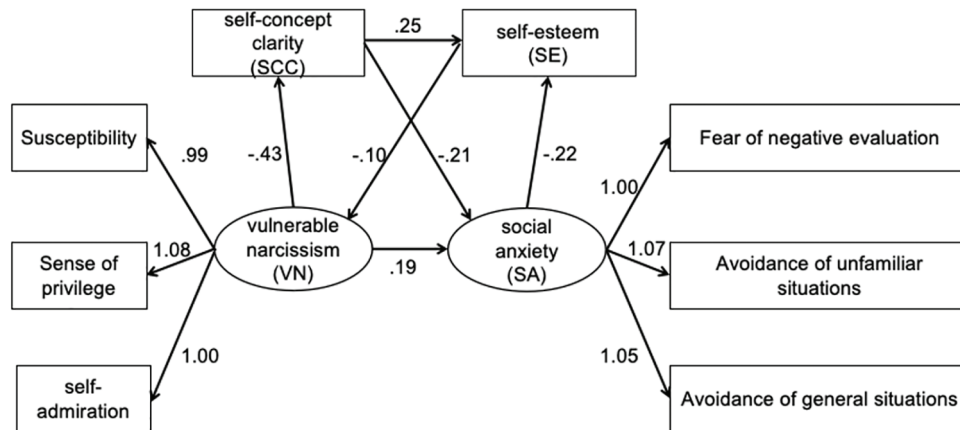 self-concept
clarity
(SCC)
.25
self-esteem
(SE)
Susceptibility
.99
-.43
-.10
-.21
-.22
Fear of negative evaluation
1.00
Sense of
privilege
1.08
vulnerable
narcissism
(VN)
.19
social
anxiety
(SA)
1.07
Avoidance of unfamiliar
situations
self-
admiration
1.00
1.05
Avoidance of general situations